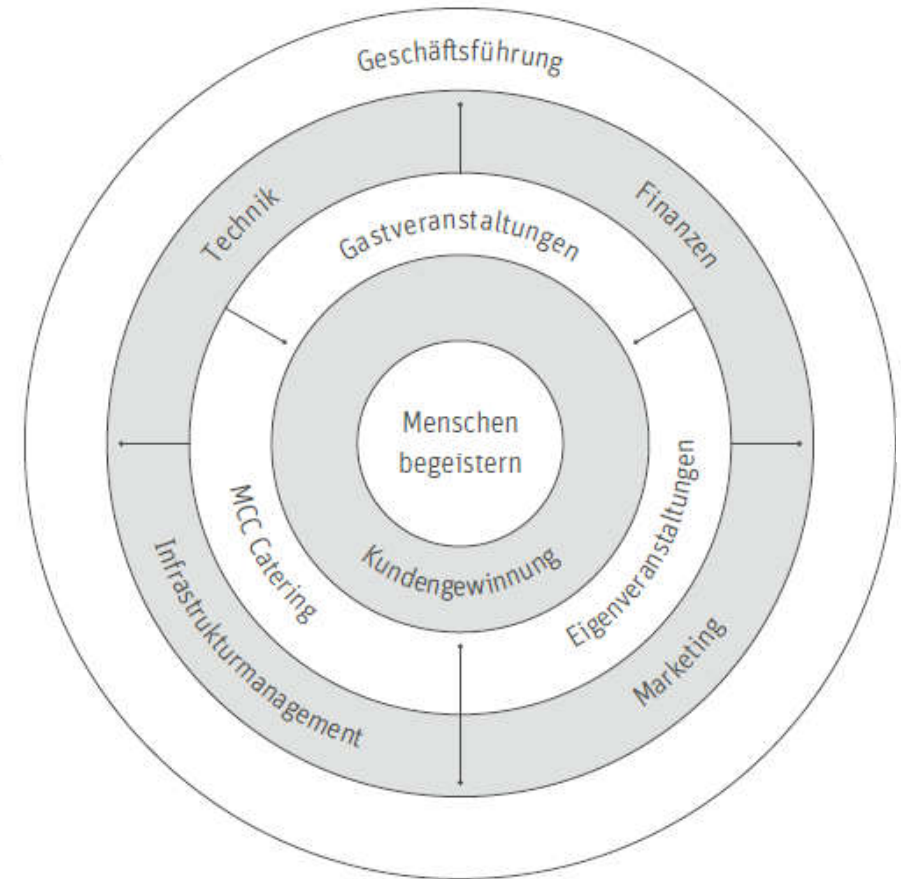 Geschäftsführung
Technik
Finanzen
Gastveranstaltungen
Menschen
begeistern
MCC Catering
Kundengewinnung
Eigenveranstaltungen
Infrastrukturmanagement
Marketing